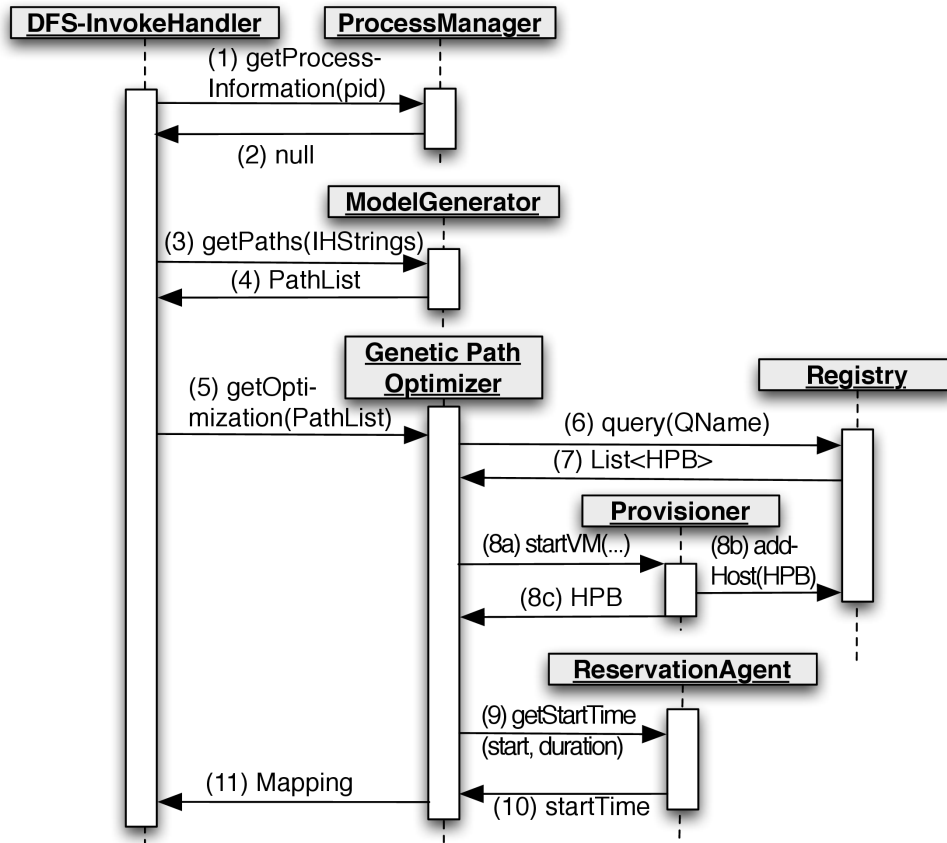 DFS-InvokeHandler
ProcessManager
(1) getProcess-
Information(pid)
(2) null
ModelGenerator
(3) getPaths(IHStrings)
(4) PathList
Genetic Path
Optimizer
Registry
(5) getOpti-
mization(PathList)
(6) query(QName)
(7) List<HPB>
Provisioner
(8a) startVM(...)
(8b) add-
Host(HPB)
(8c) HPB
ReservationAgent
(9) getStartTime
(start, duration)
(11) Mapping
(10) startTime